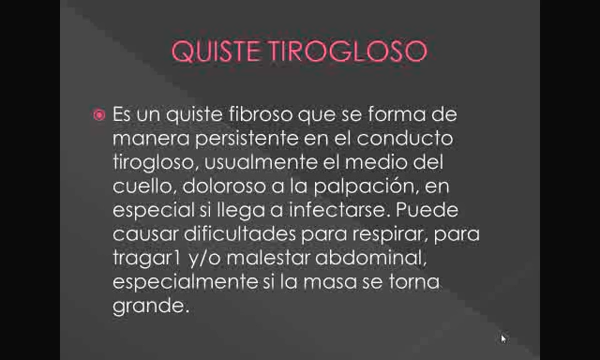 QUISTE TIROGLOSO
Es un quiste fibroso que se forma de
manera persistente en el conducto
tirogloso, usualmente el medio del
cuello, doloroso a la palpación, en
especial si llega a infectarse. Puede
causar dificultades para respirar, para
tragar1 y/o malestar abdominal,
especialmente si la masa se torna
grande.